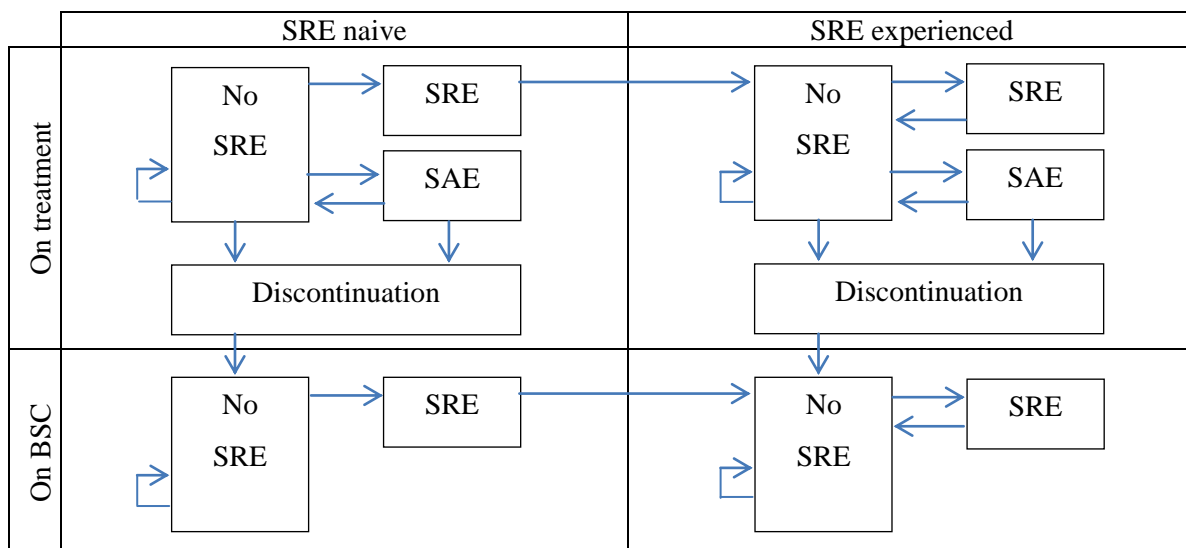 SRE naive
SRE experienced
On treatment
No
SRE
SRE
SAE
Discontinuation
No
SRE
SRE
SAE
Discontinuation
On BSC
No
SRE
SRE
No
SRE
SRE